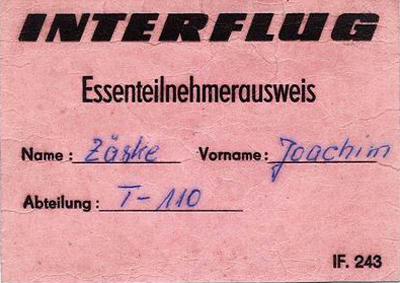 INTERFLUG
Essenteilnehmerausweis
Name: Zäske Vorname: Joachim
Abteilung: T-110
IF. 243